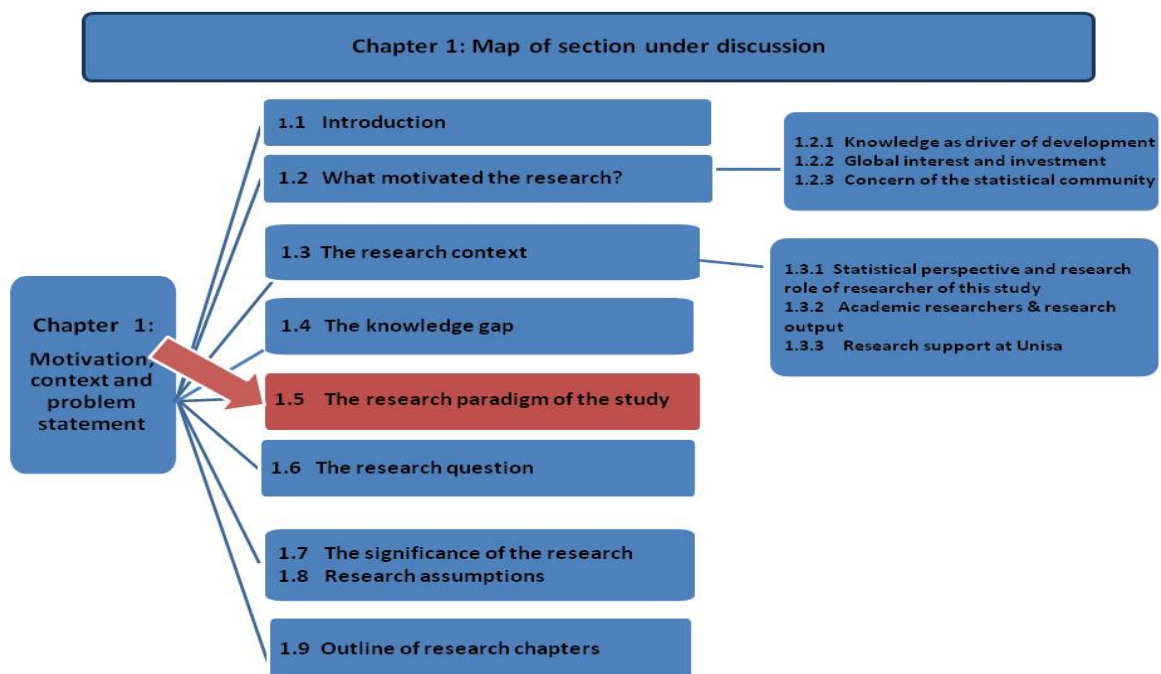 Chapter 1: Map of section under discussion
Chapter 1:
Motivation,
context and
problem
statement
1.1 Introduction
1.2 What motivated the research?
1.2.1 Knowledge as driver of development
1.2.2 Global interest and investment
1.2.3 Concern of the statistical community
1.3 The research context
1.3.1 Statistical perspective and research
role of researcher of this study
1.3.2 Academic researchers & research
output
1.3.3 Research support at Unisa
1.4 The knowledge gap
1.5 The research paradigm of the study
1.6 The research question
1.7 The significance of the research
1.8 Research assumptions
1.9 Outline of research chapters